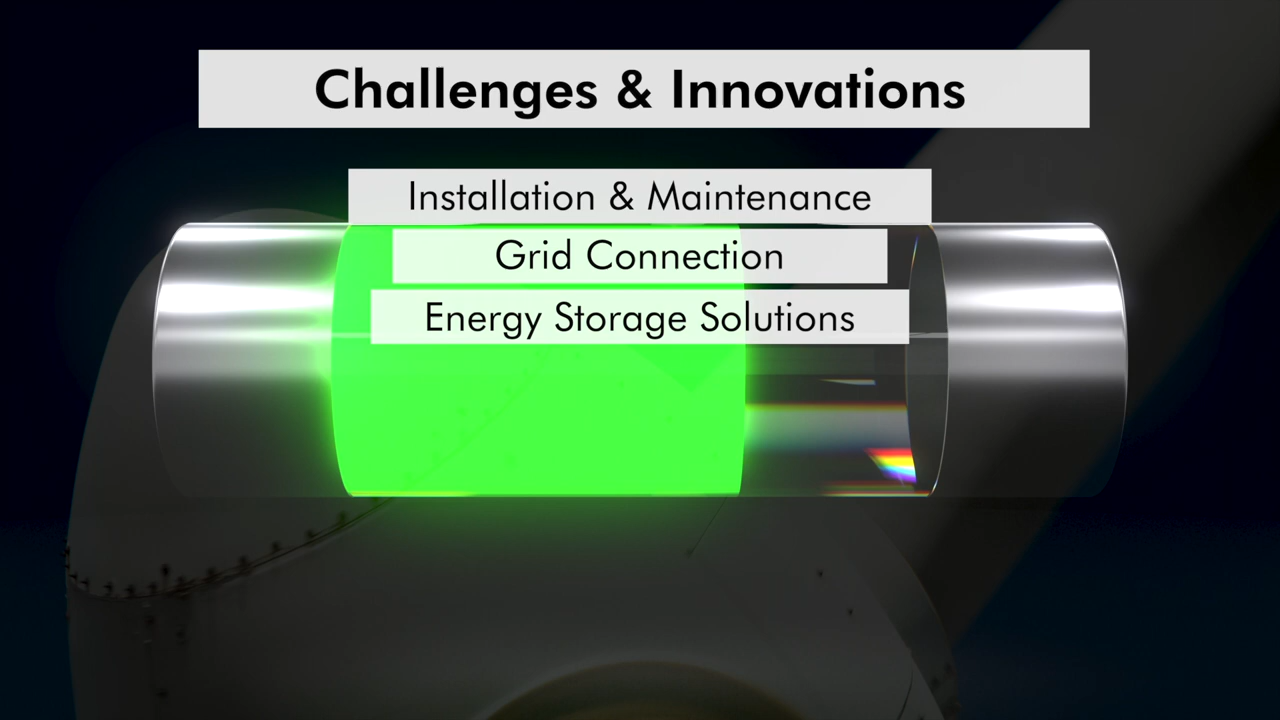 Challenges & Innovations
Installation & Maintenance
Grid Connection
Energy Storage Solutions